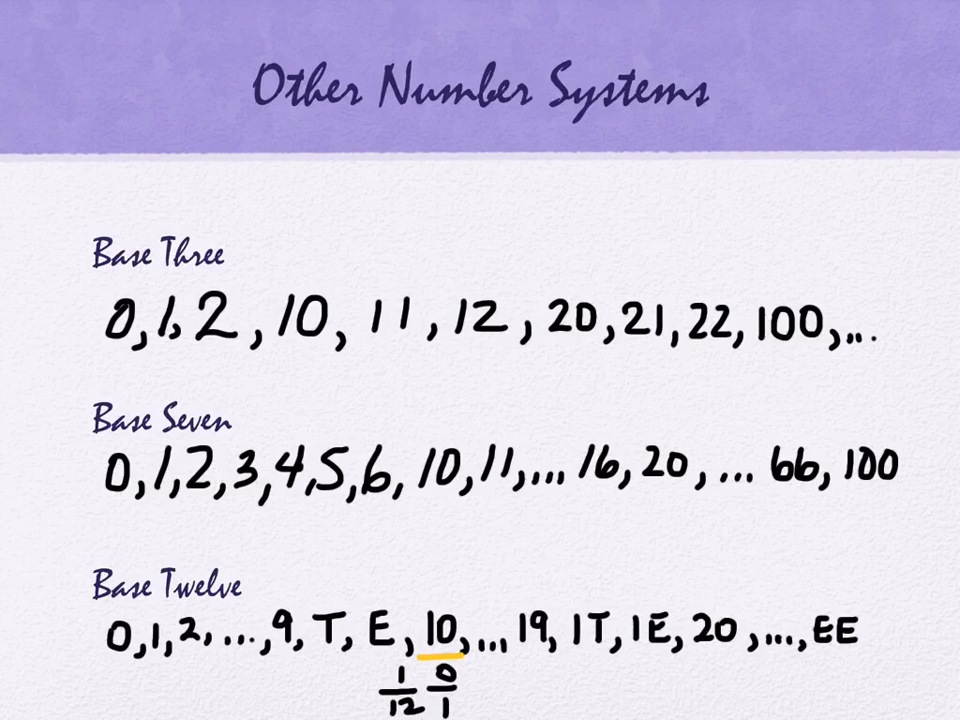 Other Number Systems
Base Three
0, 1, 2, 10, 11, 12, 20, 21, 22, 100, ...
Base Seven
0, 1, 2, 3, 4, 5, 6, 10, 11, ... 16, 20, ... 66, 100
Base Twelve
0, 1, 2, ..., 9, T, E, 10, ... 19, 1T, 1E, 20, ..., EE
1 0
12 1